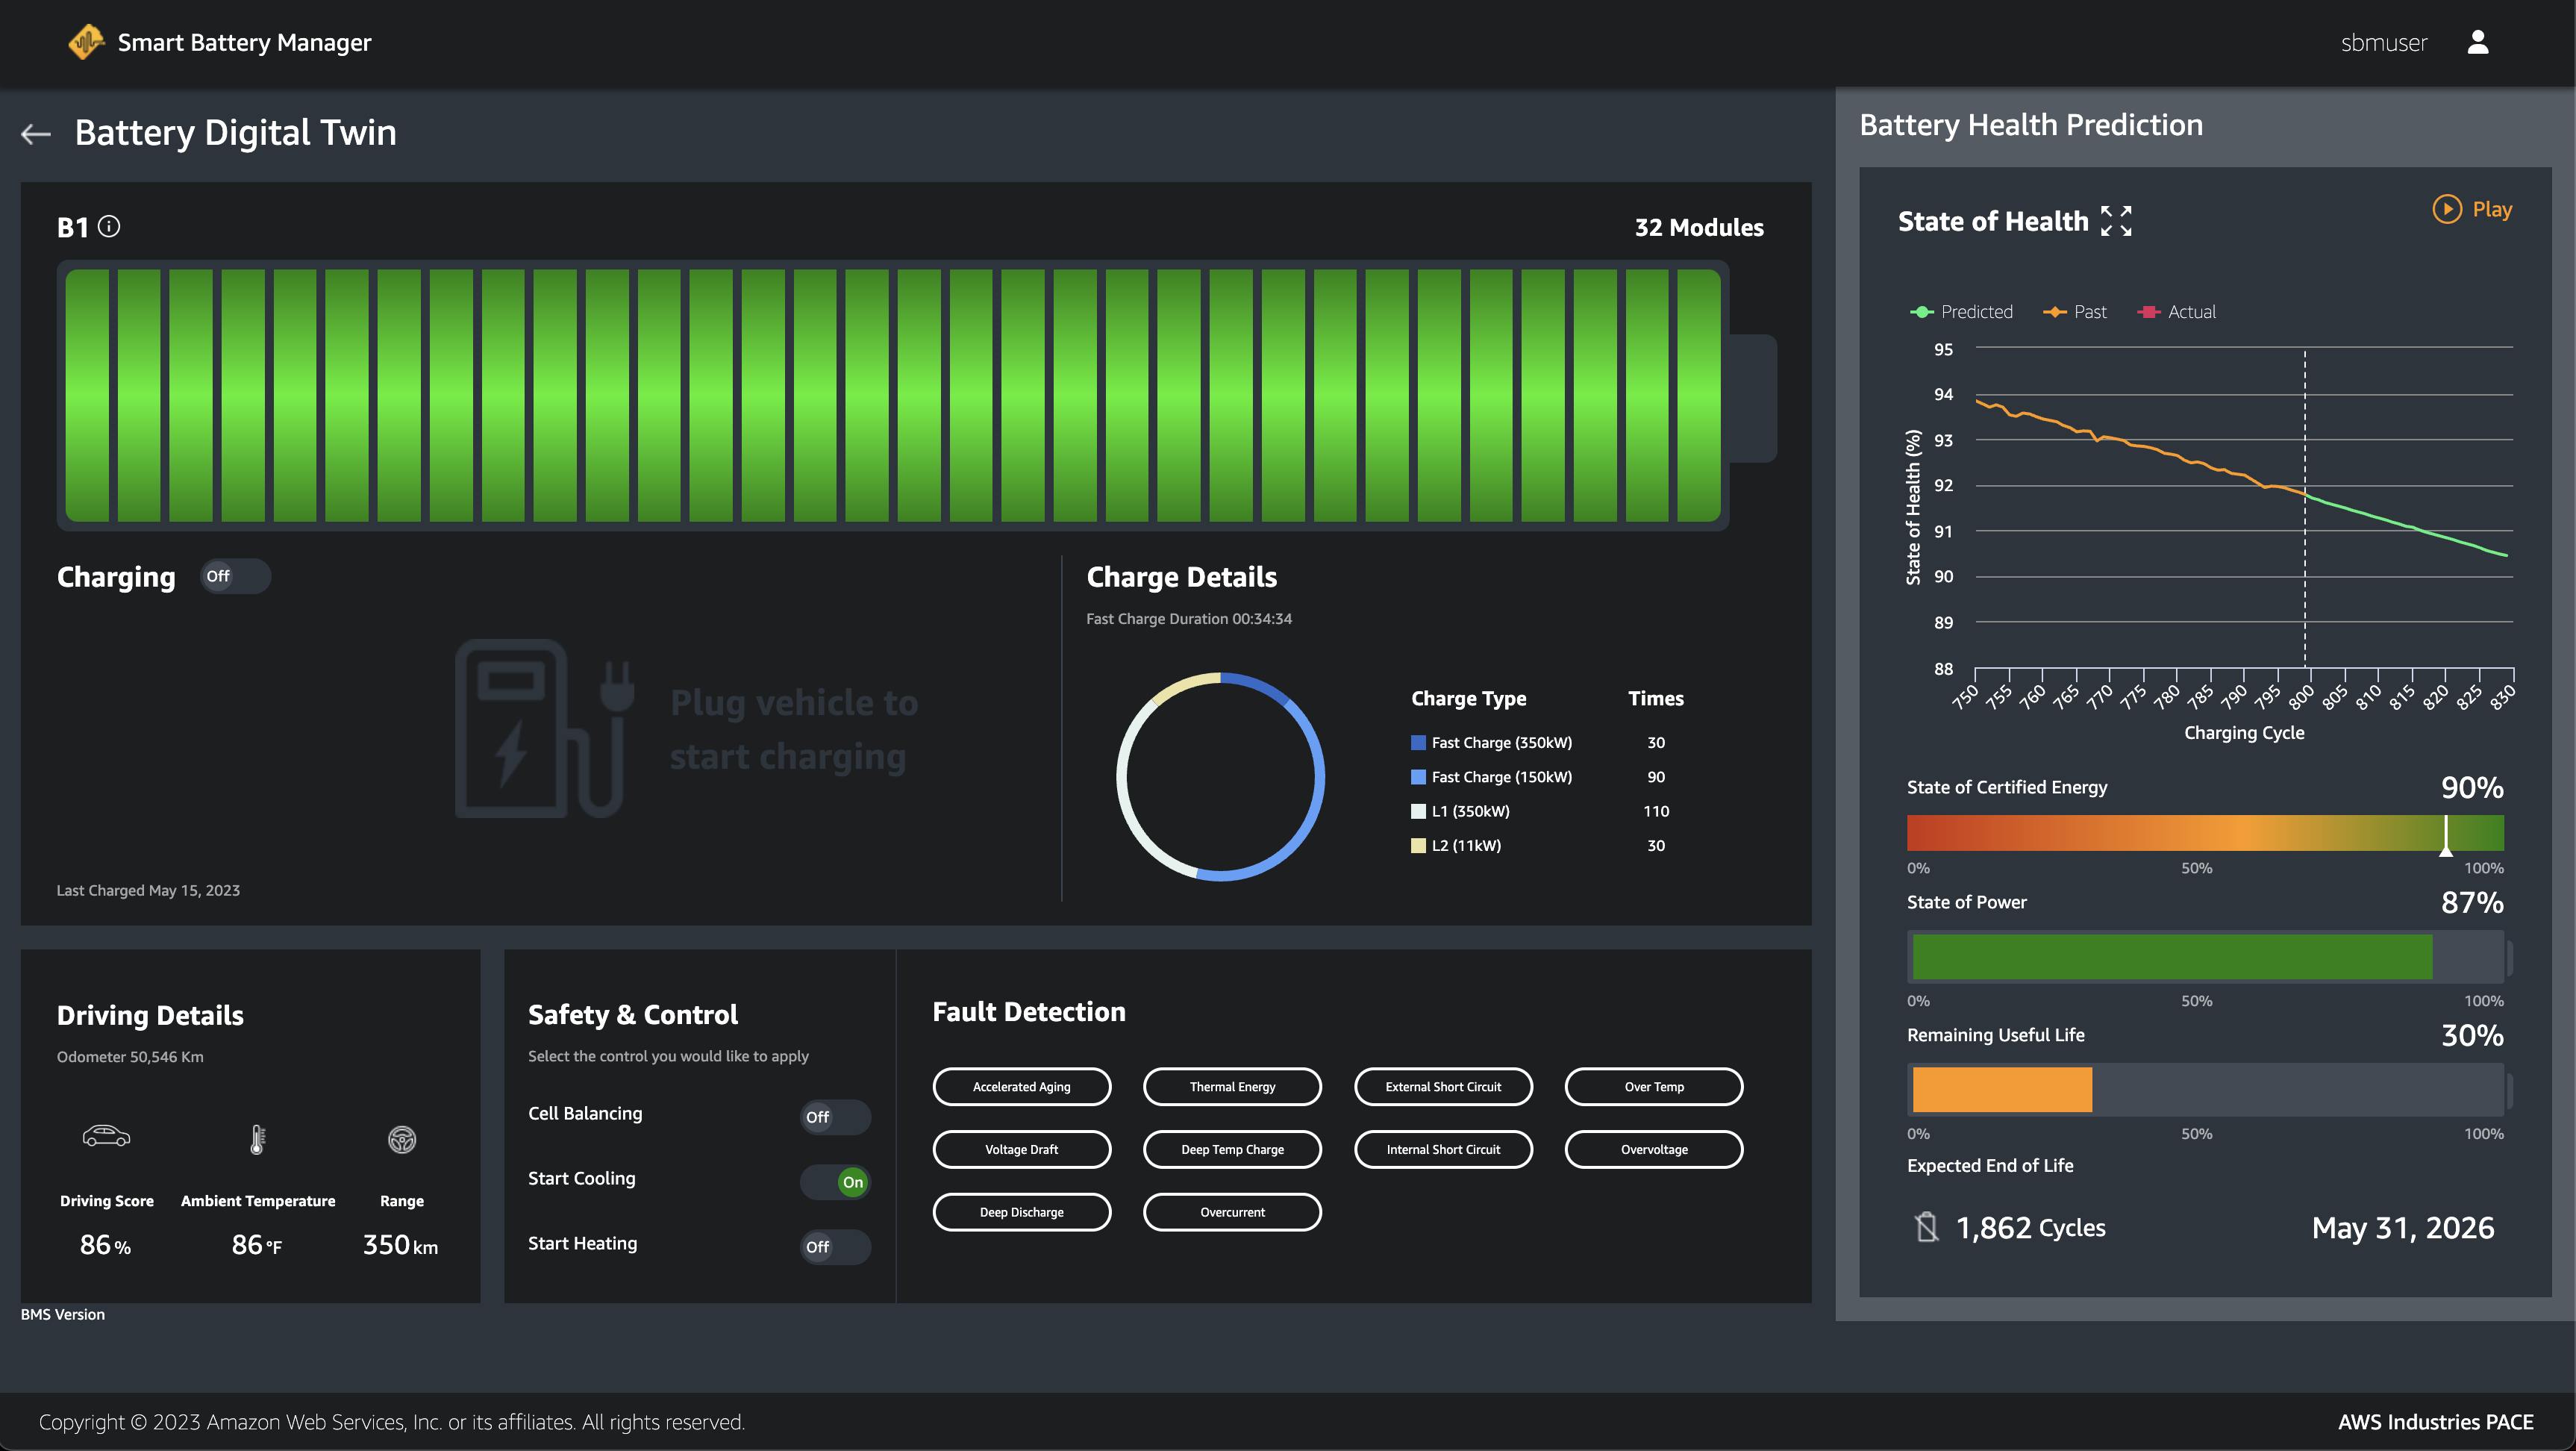 Smart Battery Manager
sbmuser
Battery Digital Twin
B1
32 Modules
Charging
Off
Plug vehicle to
start charging
Last Charged May 15, 2023
Charge Details
Fast Charge Duration 00:34:34
Charge Type Times
Fast Charge (350kW) 30
Fast Charge (150kW) 90
L1 (350kW) 110
L2 (11kW) 30
Driving Details
Odometer 50,546 Km
Driving Score Ambient Temperature Range
86 % 86 °F 350 km
Safety & Control
Select the control you would like to apply
Cell Balancing Off
Start Cooling On
Start Heating Off
Fault Detection
Accelerated Aging Thermal Energy External Short Circuit Over Temp
Voltage Draft Deep Temp Charge Internal Short Circuit Overvoltage
Deep Discharge Overcurrent
BMS Version
Battery Health Prediction
State of Health
Play
Predicted Past Actual
95
94
93
92
91
90
89
88
State of Health (%)
750 755 760 765 770 775 780 785 790 795 800 805 810 815 820 825 830
Charging Cycle
State of Certified Energy 90%
0% 50% 100%
State of Power 87%
0% 50% 100%
Remaining Useful Life 30%
0% 50% 100%
Expected End of Life
1,862 Cycles May 31, 2026
Copyright © 2023 Amazon Web Services, Inc. or its affiliates. All rights reserved.
AWS Industries PACE